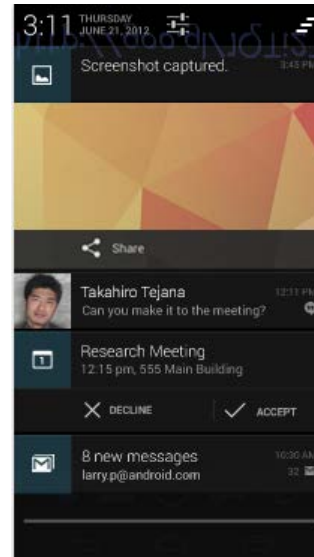 3:11
THURSDAY
JUNE 21, 2012
Screenshot captured.
3:45 PM
Share
Takahiro Tejana
12:11 PM
Can you make it to the meeting?
1
Research Meeting
12:15 pm, 555 Main Building
DECLINE
ACCEPT
8 new messages
10:30 AM
larry.p@android.com
32